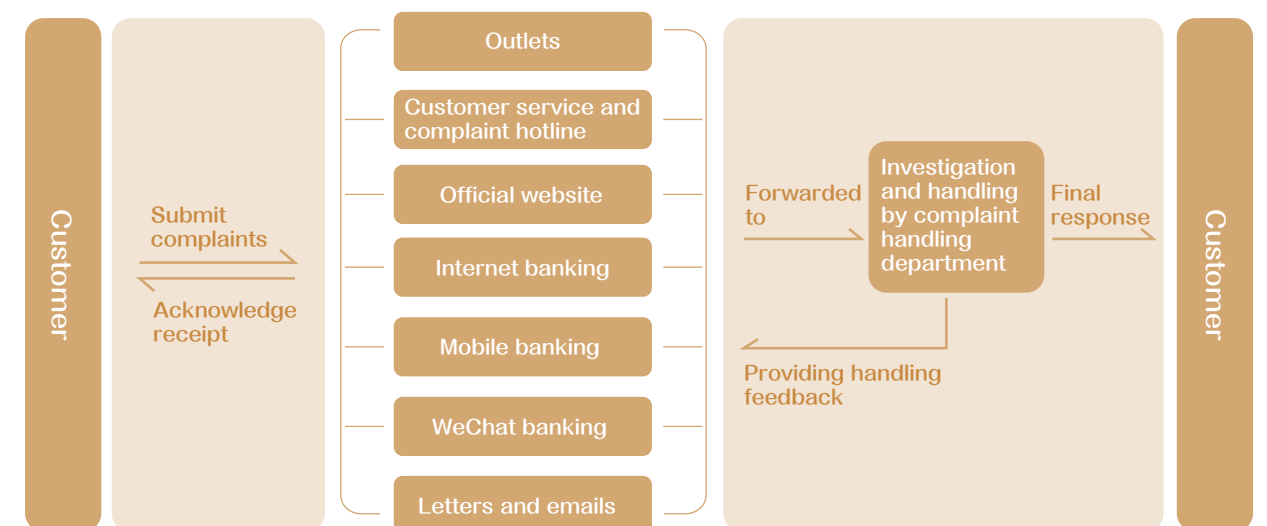 Customer
Submit
complaints
Acknowledge
receipt
Outlets
Customer service and
complaint hotline
Official website
Internet banking
Mobile banking
WeChat banking
Letters and emails
Forwarded
to
Investigation
and handling
by complaint
handling
department
Final
response
Providing handling
feedback
Customer